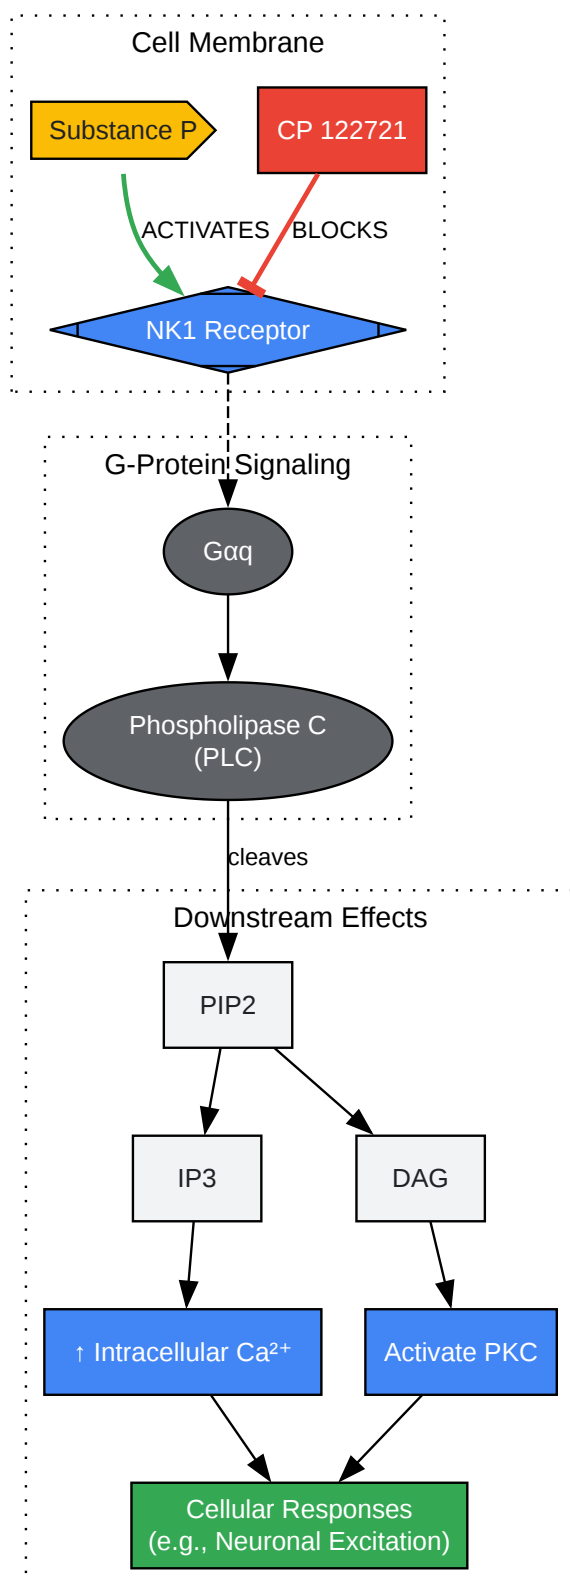 Cell Membrane
Substance P
CP 122721
ACTIVATES
BLOCKS
NK1 Receptor
G-Protein Signaling
Gαq
Phospholipase C
(PLC)
cleaves
Downstream Effects
PIP2
IP3
DAG
↑ Intracellular Ca²⁺
Activate PKC
Cellular Responses
(e.g., Neuronal Excitation)